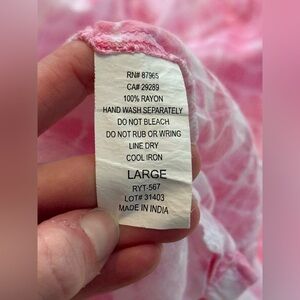 RN# 87965
CA# 29289
100% RAYON
HAND WASH SEPARATELY
DO NOT BLEACH
DO NOT RUB OR WRING
LINE DRY
COOL IRON
LARGE
RYT-567
LOT# 31403
MADE IN INDIA